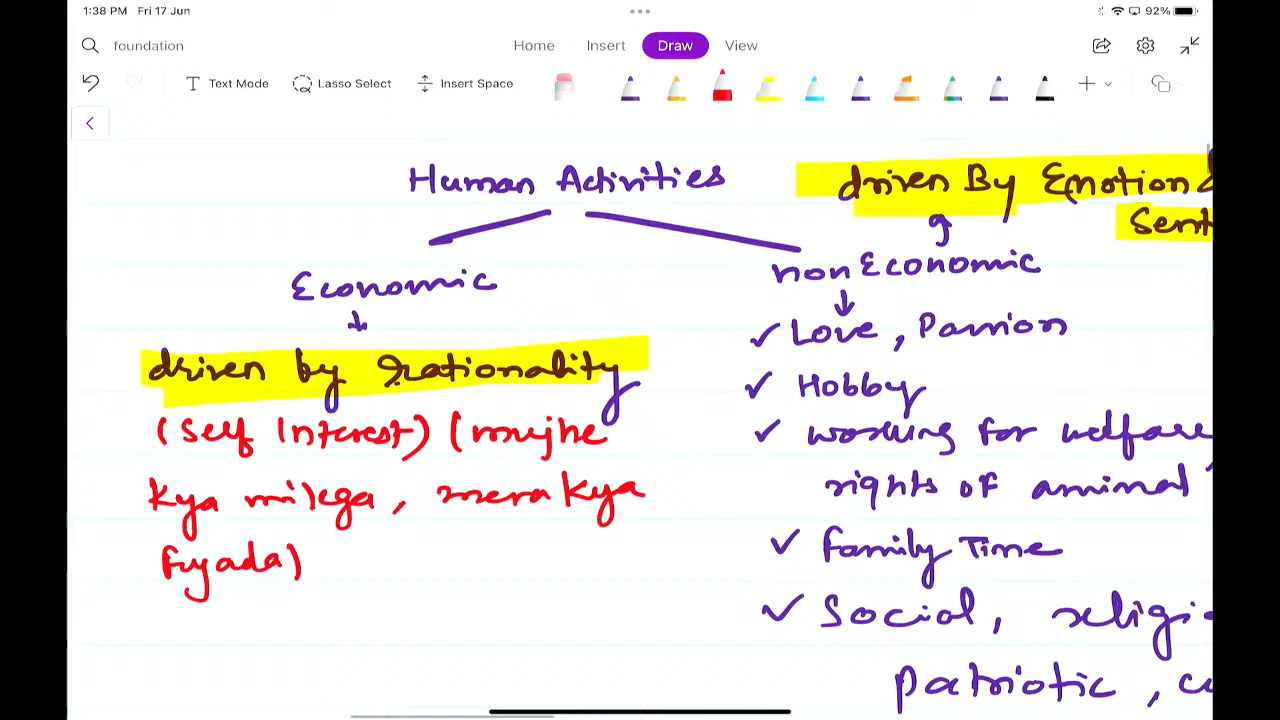 1:38 PM Fri 17 Jun
92%
foundation
Home Insert Draw View
Text Mode Lasso Select Insert Space
Human Activities
driven By Emotion &
Sent
Economic
non Economic
driven by rationality
(Self Interest) (mujhe
kya milega, mera kya
fyada)
✓ Love, Passion
✓ Hobby
✓ working for welfare
rights of aminal
✓ family Time
✓ Social, religi
patriotic,